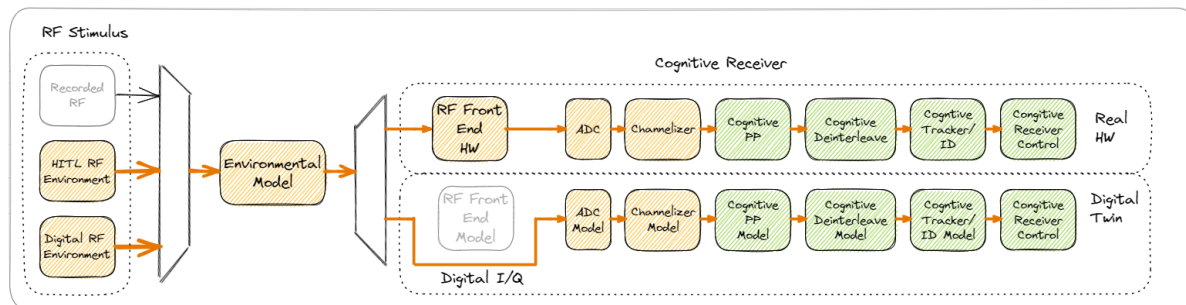 RF Stimulus
Recorded
RF
HITL RF
Environment
Digital RF
Environment
Environmental
Model
Cognitive Receiver
RF Front
End
HW
ADC
Channelizer
Cognitive
PP
Cognitive
Deinterleave
Cogntive
Tracker/
ID
Congitive
Receiver
Control
Real
HW
RF Front
End
Model
ADC
Model
Channelizer
Model
Cognitive
PP
Model
Cognitive
Deinterleave
Model
Cogntive
Tracker/
ID Model
Congitive
Receiver
Control
Digital
Twin
Digital I/Q